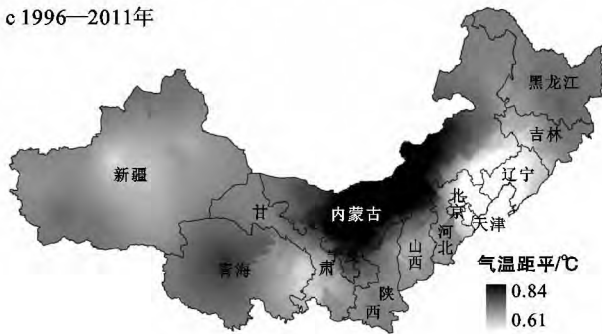 c 1996—2011年
黑龙江
吉林
辽宁
新疆
内蒙古
北京
天津
河北
甘肃
山西
青海
陕西
气温距平/℃
0.84
0.61